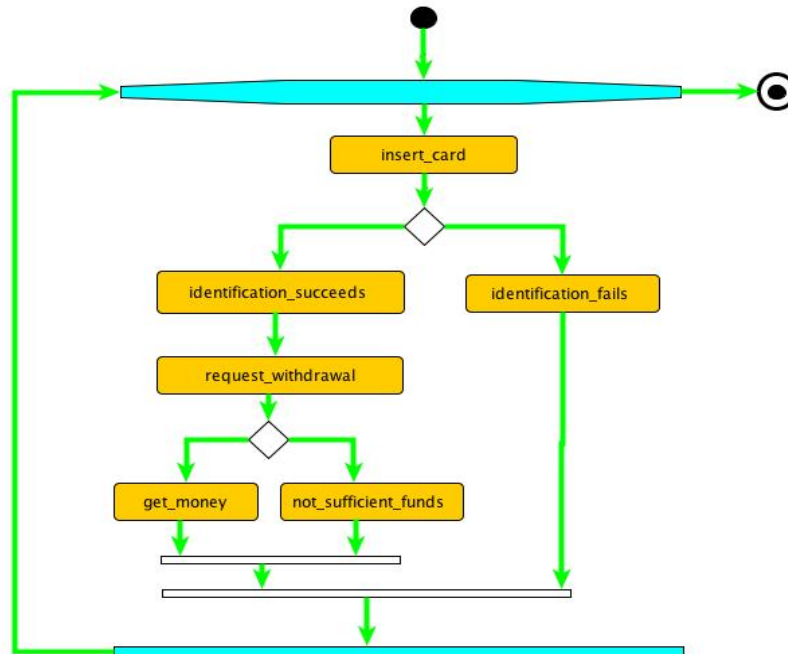 insert_card
identification_succeeds
identification_fails
request_withdrawal
get_money
not_sufficient_funds